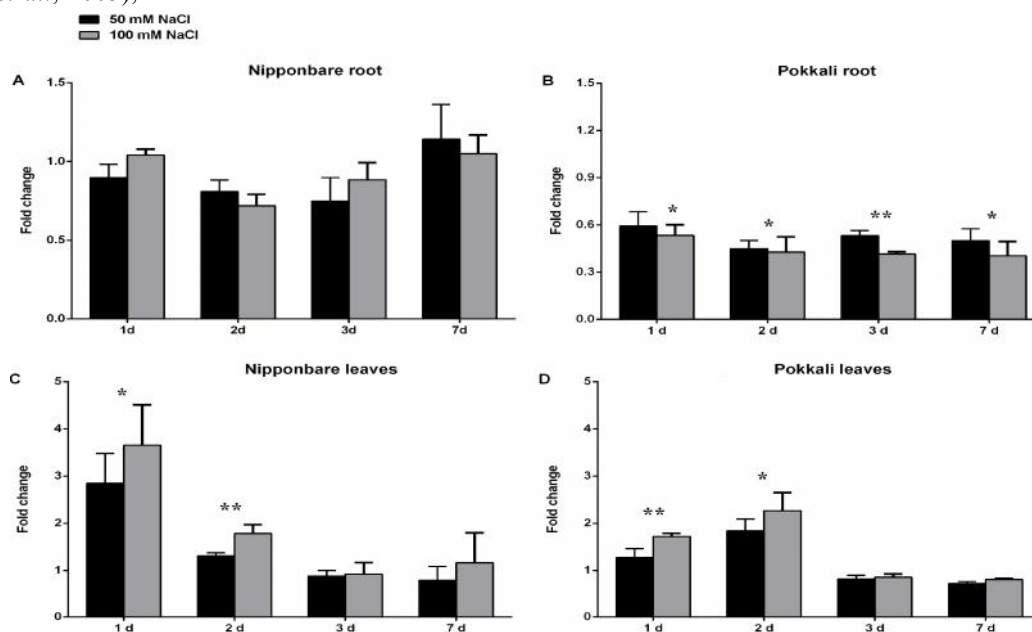 50 mM NaCl
100 mM NaCl
A
Nipponbare root
Fold change
1.5
1.0
0.5
0.0
1d
2d
3d
7d
B
Pokkali root
Fold change
1.5
1.2
0.9
0.6
0.3
0.0
*
*
**
*
1 d
2 d
3 d
7 d
C
Nipponbare leaves
Fold change
5
4
3
2
1
0
*
**
1 d
2 d
3 d
7 d
D
Pokkali leaves
Fold change
5
4
3
2
1
0
**
*
1 d
2 d
3 d
7 d